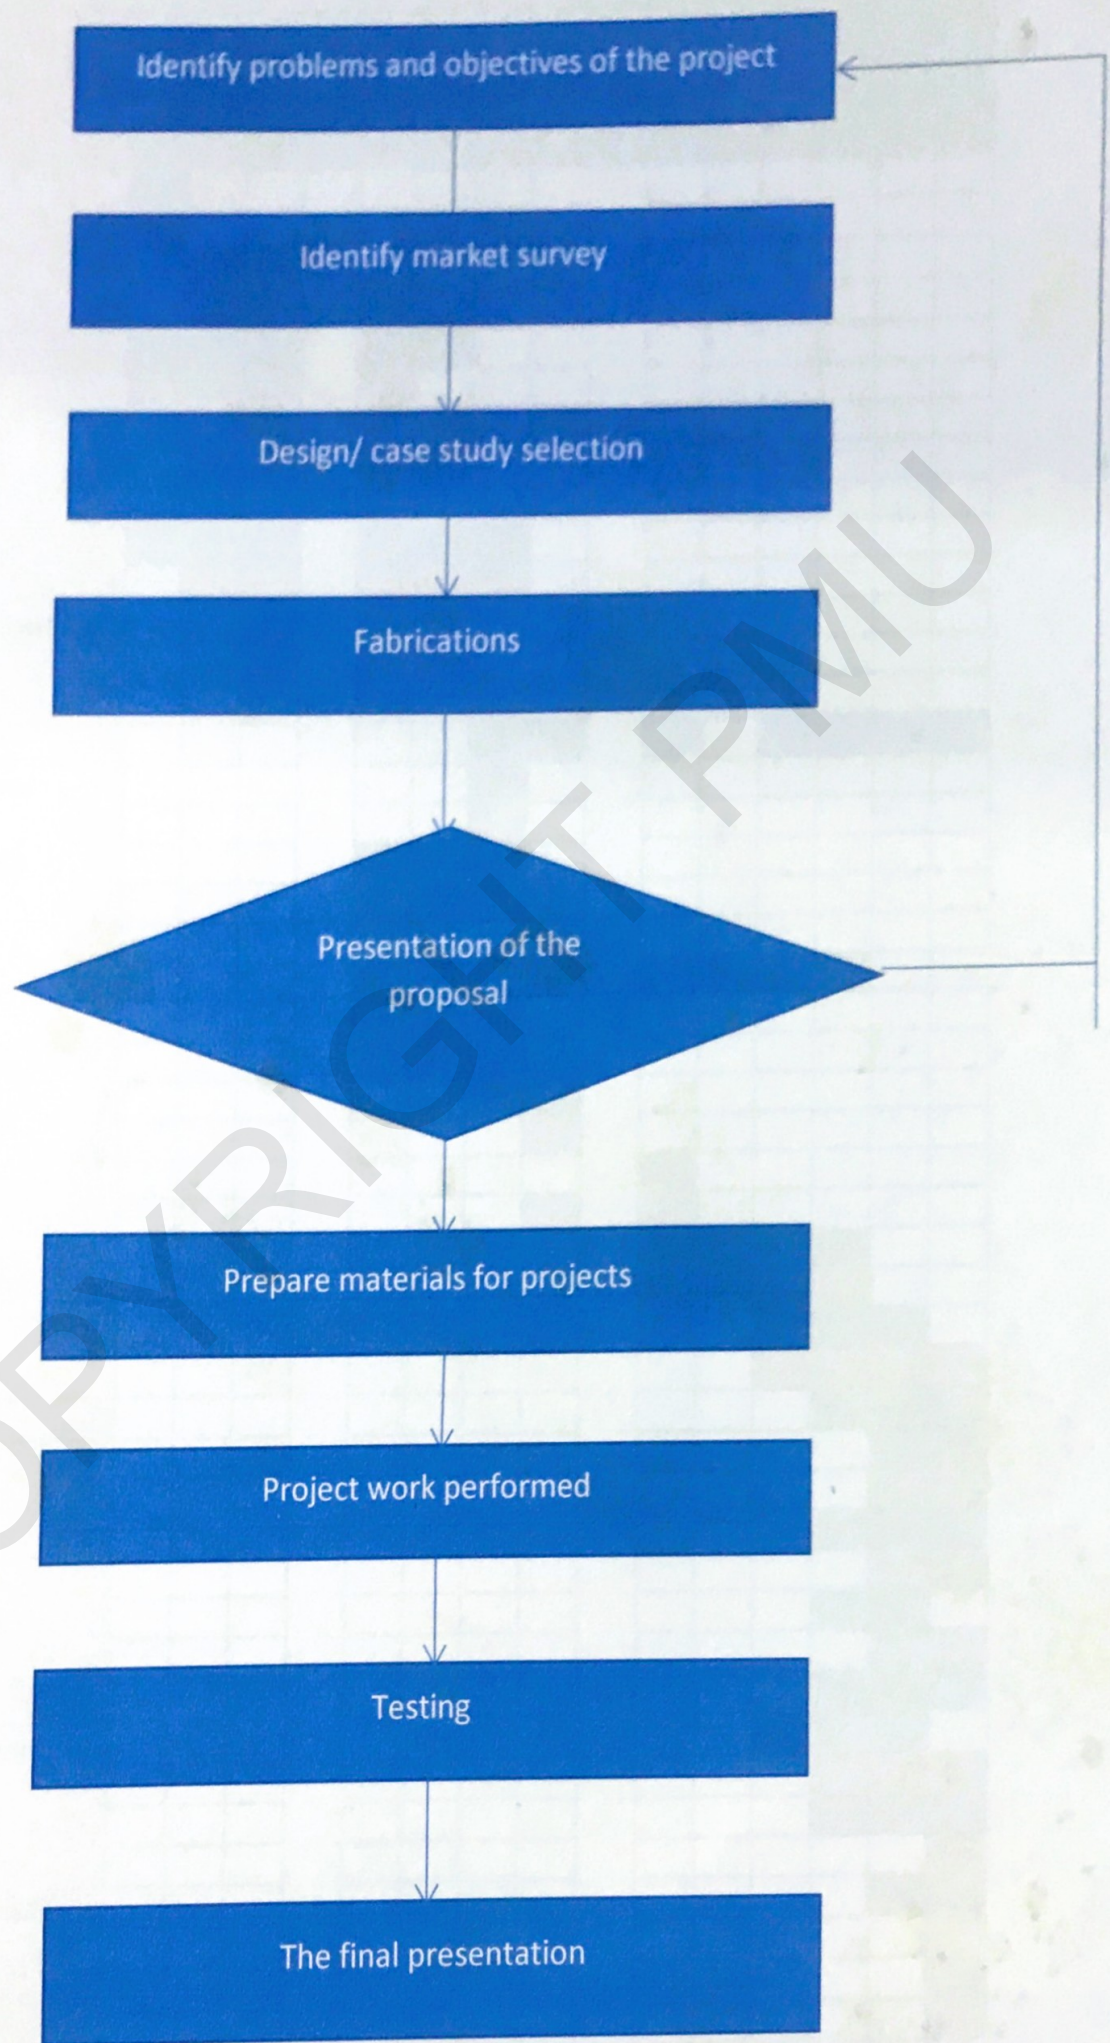 Identify problems and objectives of the project
Identify market survey
Design/ case study selection
Fabrications
Presentation of the
proposal
Prepare materials for projects
Project work performed
Testing
The final presentation
COPYRIGHT PMU